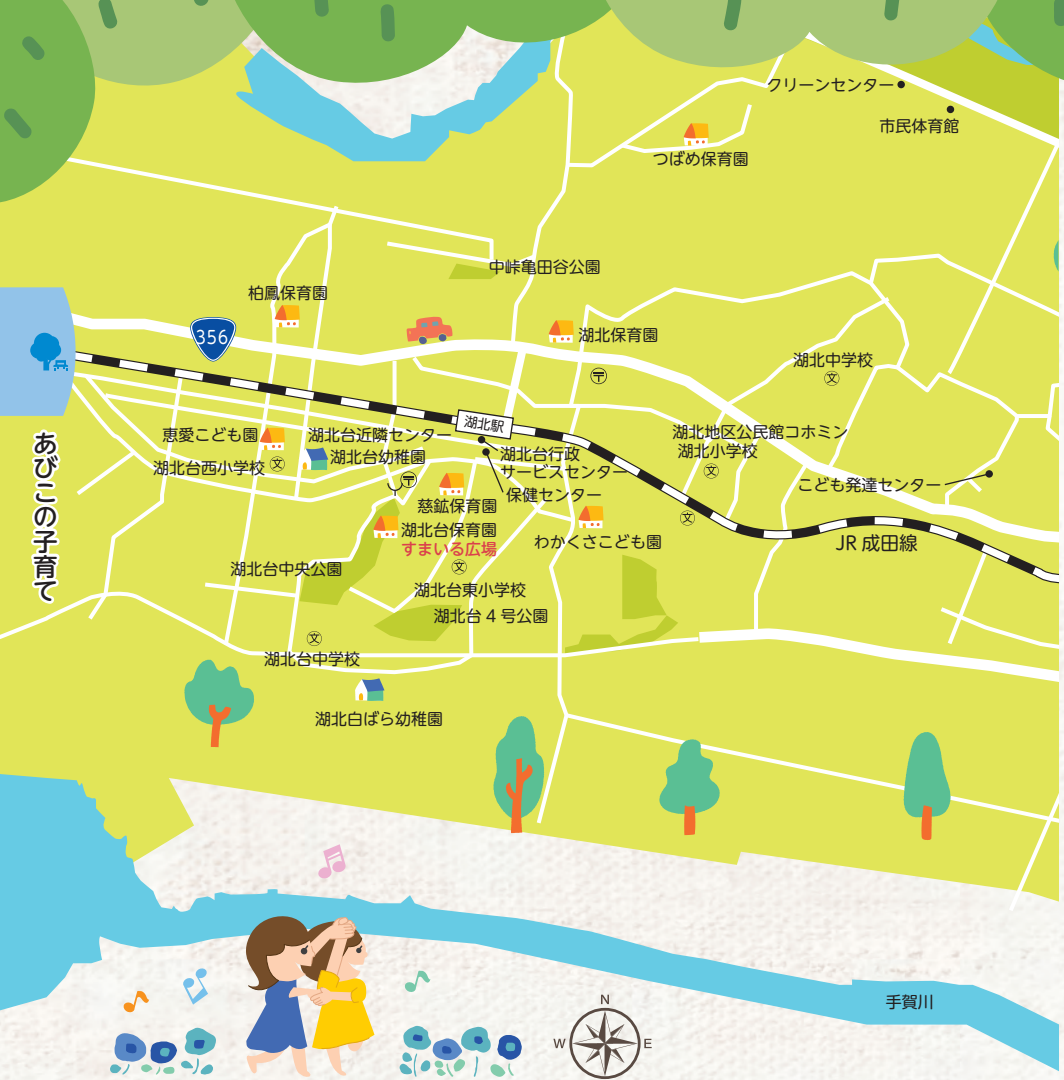 クリーンセンター
市民体育館
つばめ保育園
中峠亀田谷公園
柏鳳保育園
356
湖北保育園
〒
湖北中学校
文
湖北駅
恵愛こども園
湖北台近隣センター
湖北台西小学校
文
湖北台幼稚園
〒
湖北台行政
サービスセンター
保健センター
湖北地区公民館コホミン
湖北小学校
文
こども発達センター
慈鉱保育園
湖北台保育園
すまいる広場
文
わかくさこども園
文
JR 成田線
湖北台中央公園
湖北台東小学校
湖北台 4 号公園
文
湖北台中学校
湖北白ばら幼稚園
あびこの子育て
手賀川
N
W
E